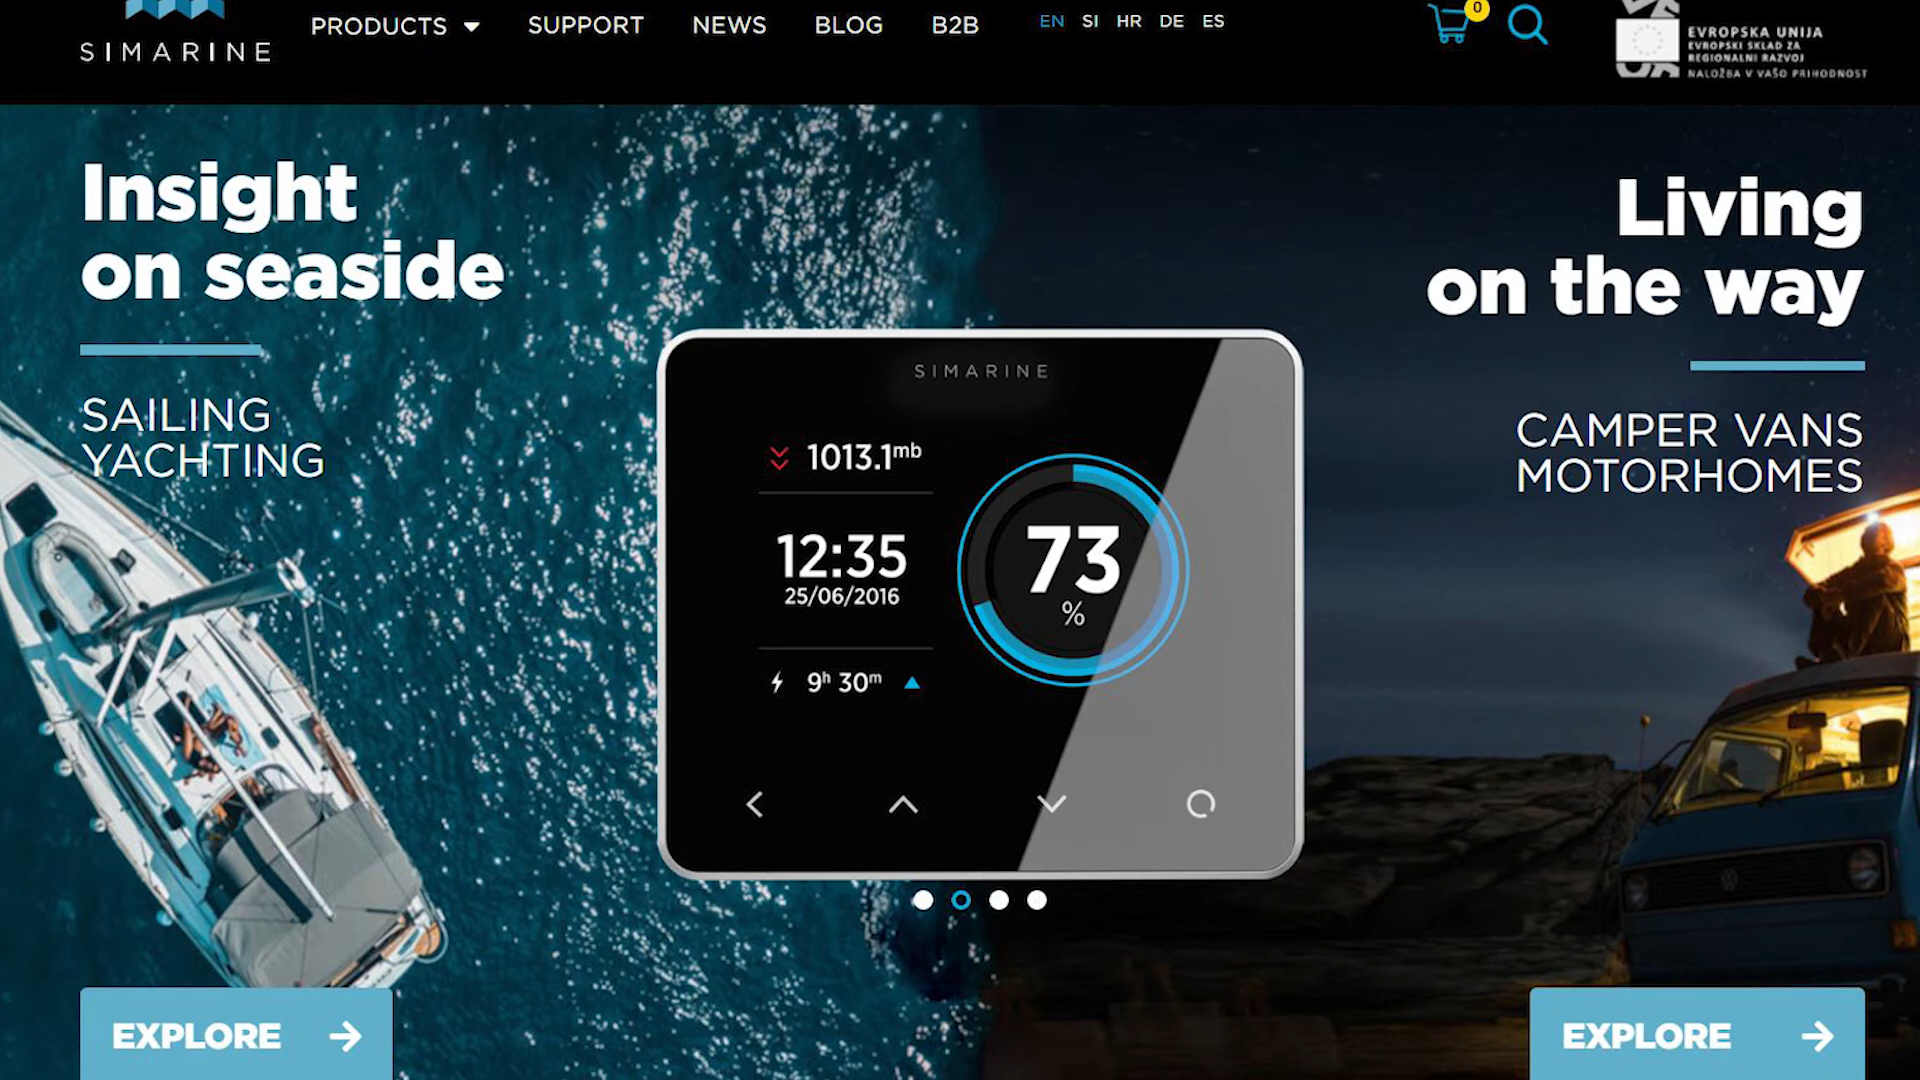 SIMARINE
PRODUCTS
SUPPORT
NEWS
BLOG
B2B
EN SI HR DE ES
0
EVROPSKA UNIJA
EVROPSKI SKLAD ZA
REGIONALNI RAZVOJ
NALOŽBA V VAŠO PRIHODNOST
Insight
on seaside
SAILING
YACHTING
Living
on the way
CAMPER VANS
MOTORHOMES
SIMARINE
1013.1mb
12:35
25/06/2016
9h 30m
73
%
EXPLORE
EXPLORE